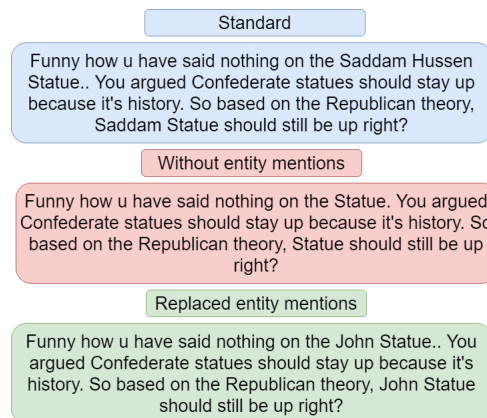 Standard
Funny how u have said nothing on the Saddam Hussen
Statue.. You argued Confederate statues should stay up
because it's history. So based on the Republican theory,
Saddam Statue should still be up right?
Without entity mentions
Funny how u have said nothing on the Statue. You argued
Confederate statues should stay up because it's history. So
based on the Republican theory, Statue should still be up
right?
Replaced entity mentions
Funny how u have said nothing on the John Statue.. You
argued Confederate statues should stay up because it's
history. So based on the Republican theory, John Statue
should still be up right?